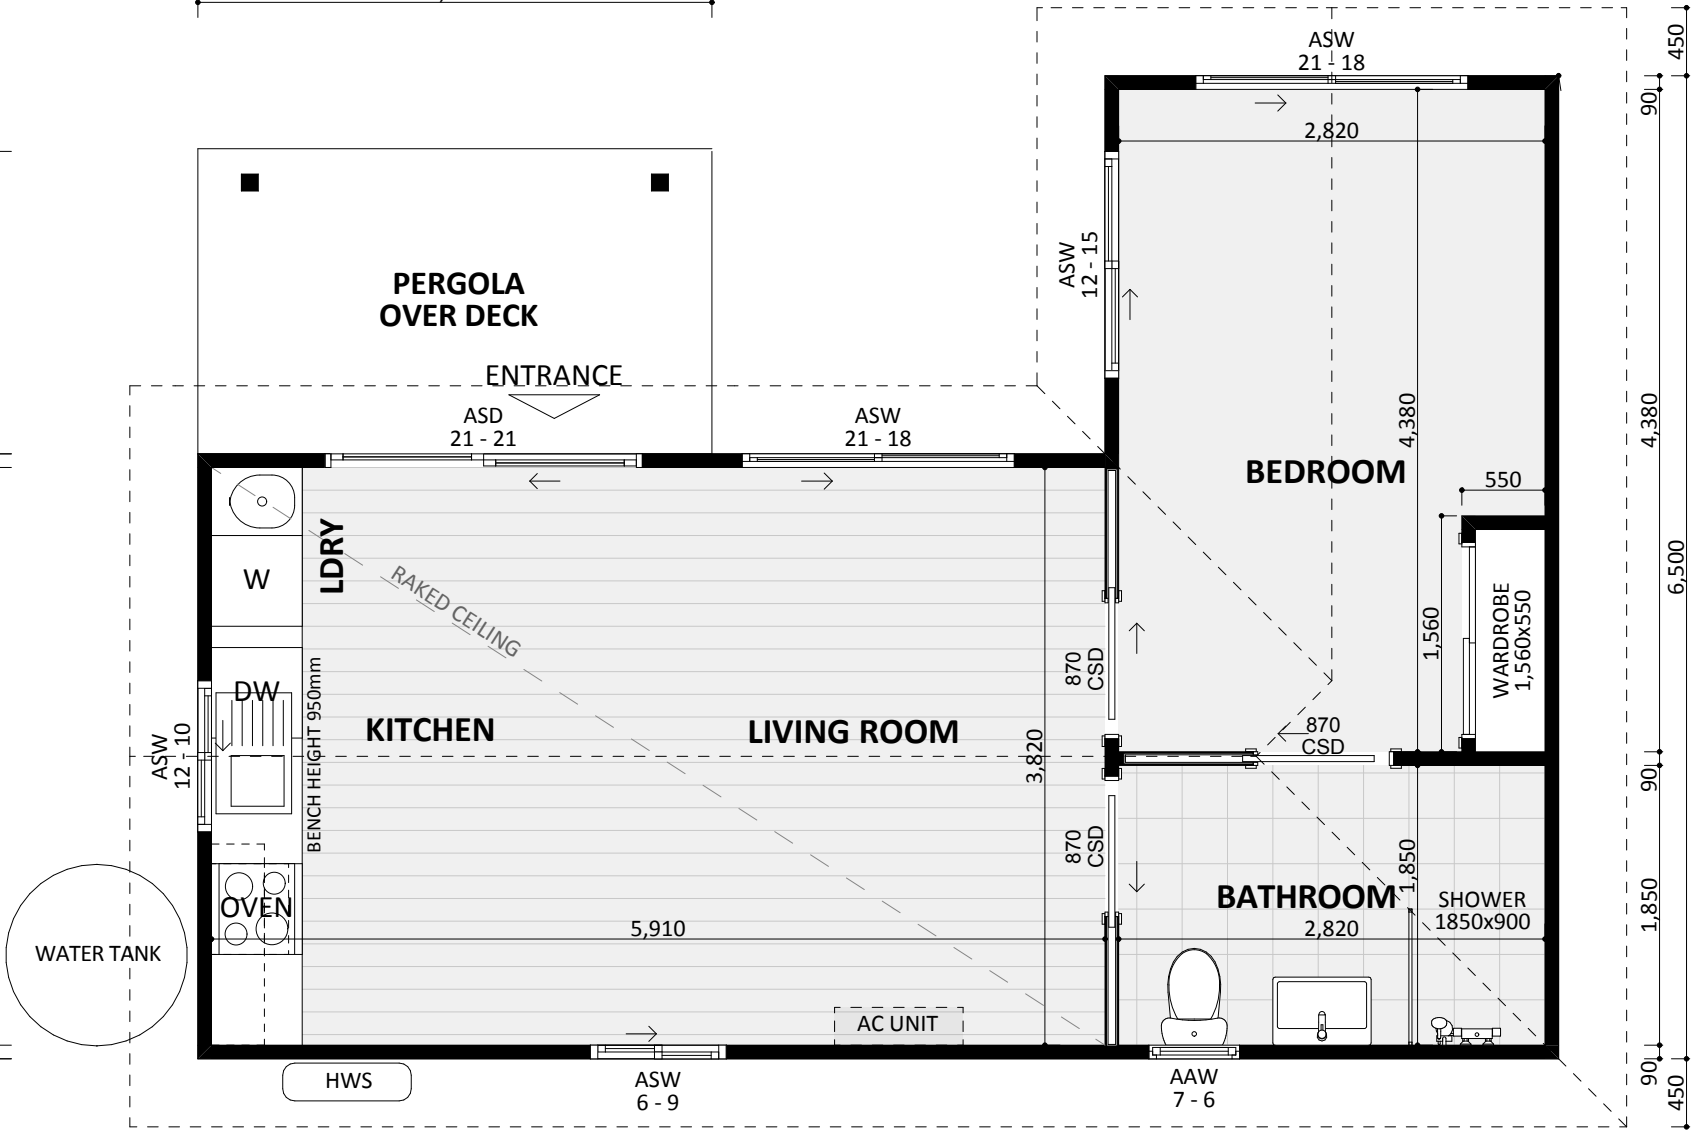 ASW
21 - 18
450
90
2,820
PERGOLA
OVER DECK
ASW
12 - 15
ENTRANCE
ASD
21 - 21
ASW
21 - 18
4,380
4,380
BEDROOM
550
LDRY
W
RAKED CEILING
6,500
WARDROBE
1,560x550
1,560
870
CSD
DW
BENCH HEIGHT 950mm
KITCHEN
LIVING ROOM
3,820
870
CSD
ASW
12 - 10
90
870
CSD
1,850
BATHROOM
SHOWER
1850x900
1,850
OVEN
5,910
2,820
WATER TANK
AC UNIT
HWS
ASW
6 - 9
AAW
7 - 6
90
450